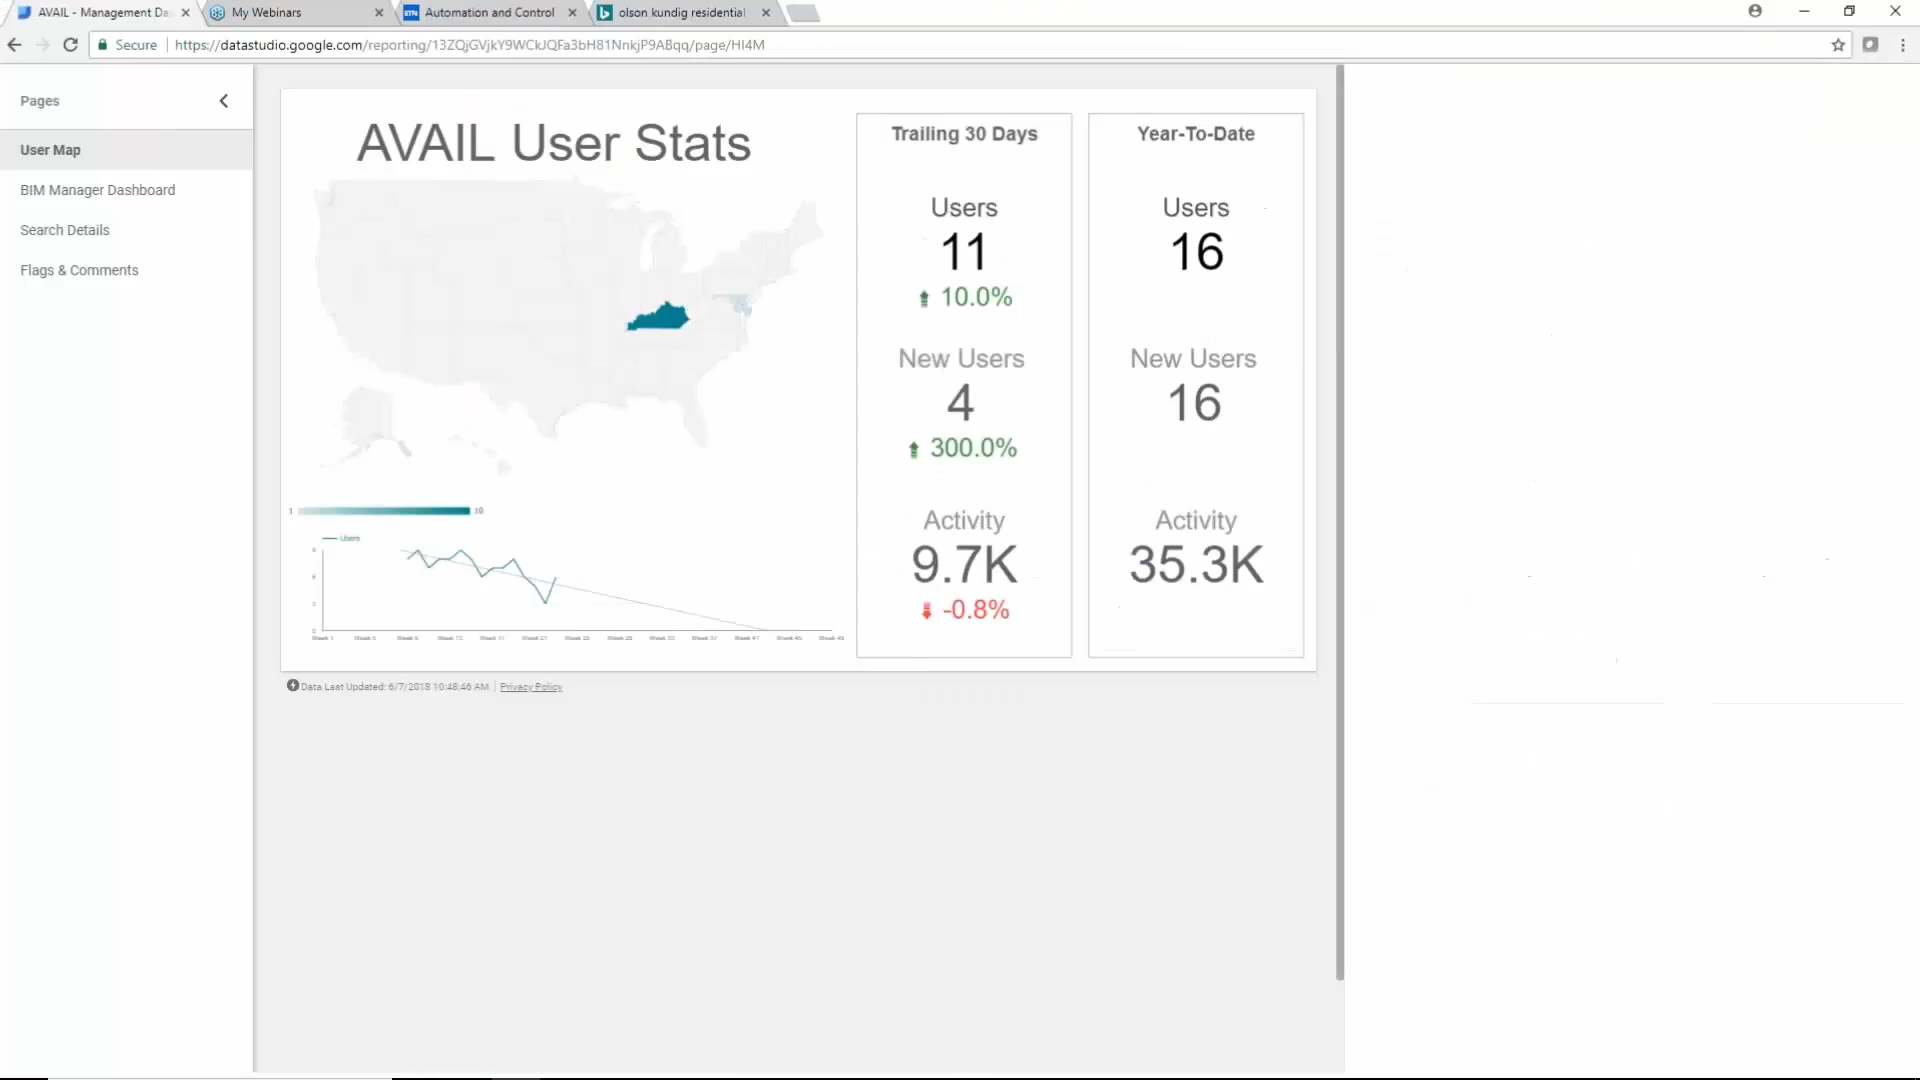 AVAIL - Management Da
My Webinars
Automation and Control
olson kundig residential
Secure
https://datastudio.google.com/reporting/13ZQjGVjkY9WCkJQFa3bH81NnkjP9ABqq/page/HI4M
Pages
User Map
BIM Manager Dashboard
Search Details
Flags & Comments
AVAIL User Stats
1
10
Users
Trailing 30 Days
Users
11
10.0%
New Users
4
300.0%
Activity
9.7K
-0.8%
Year-To-Date
Users
16
New Users
16
Activity
35.3K
Data Last Updated: 6/7/2018 10:48:46 AM
Privacy Policy